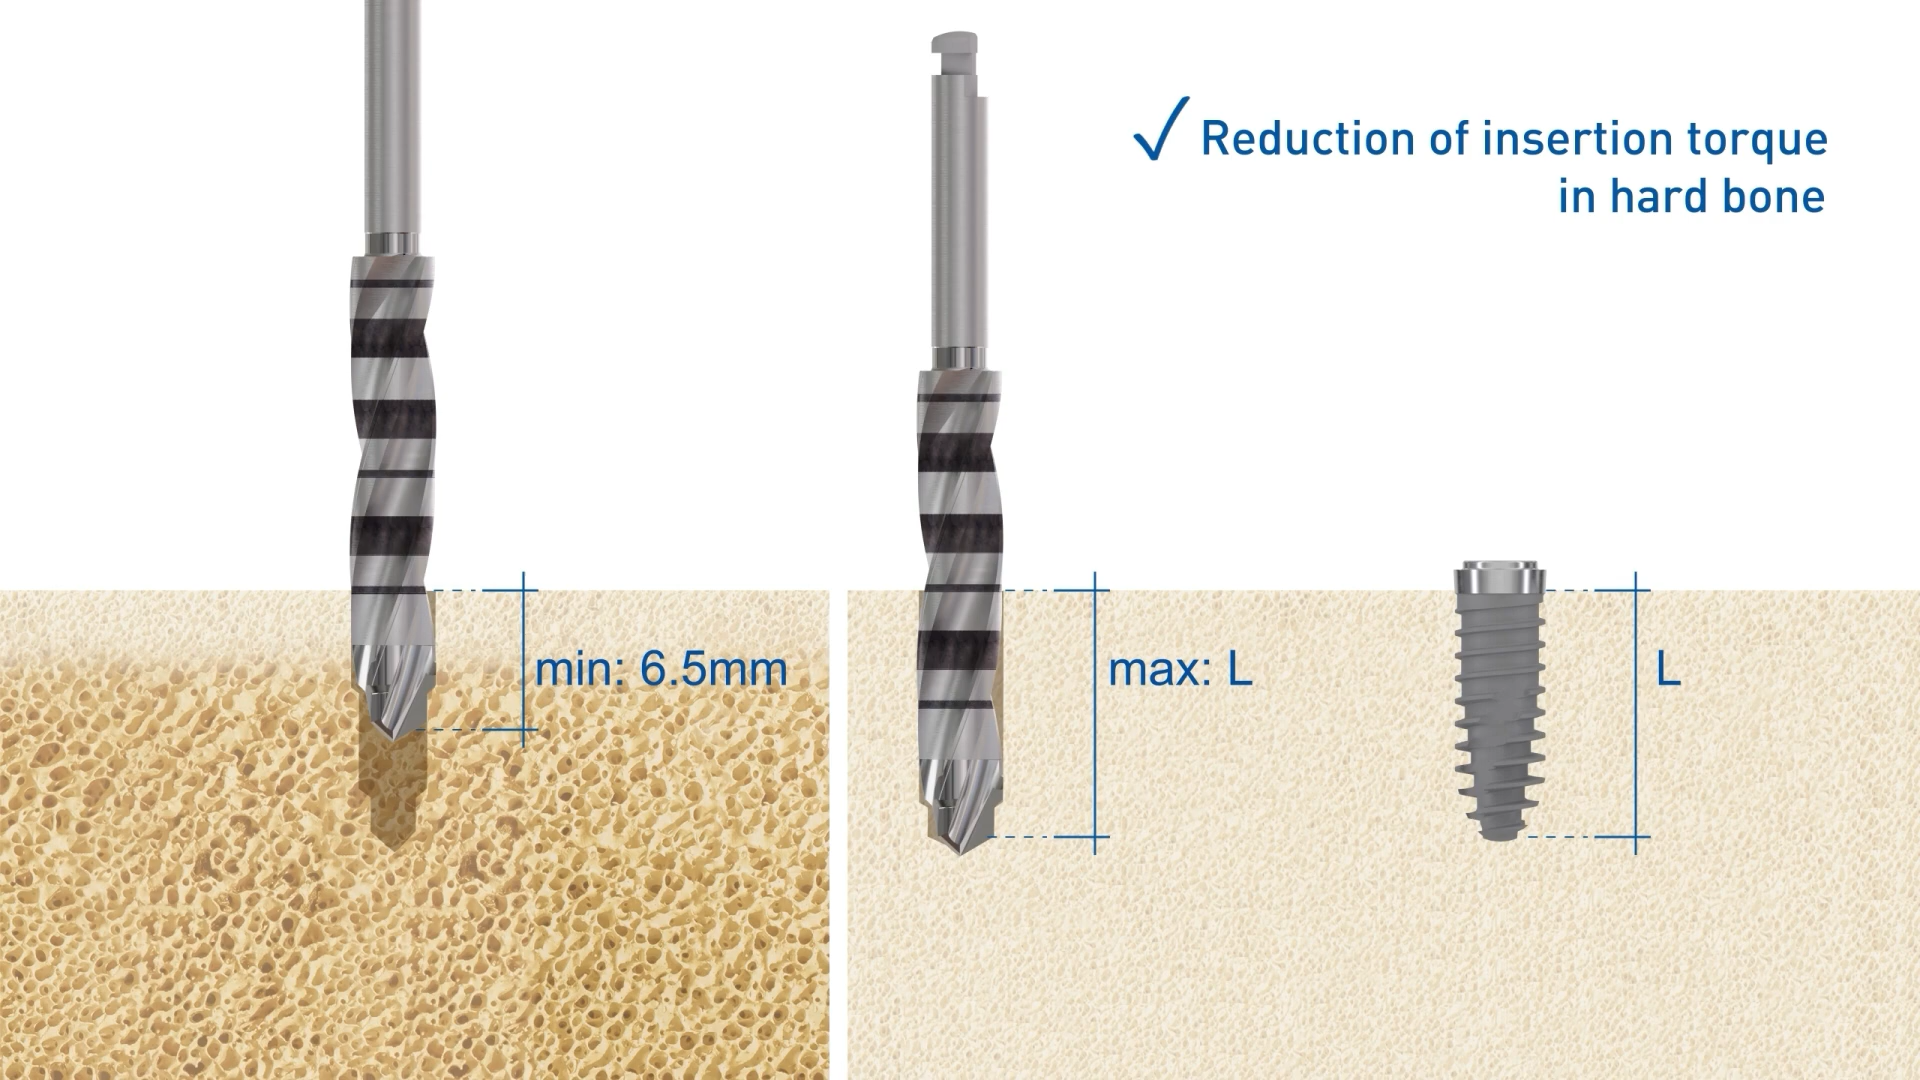 Reduction of insertion torque
in hard bone
min: 6.5mm
max: L
L